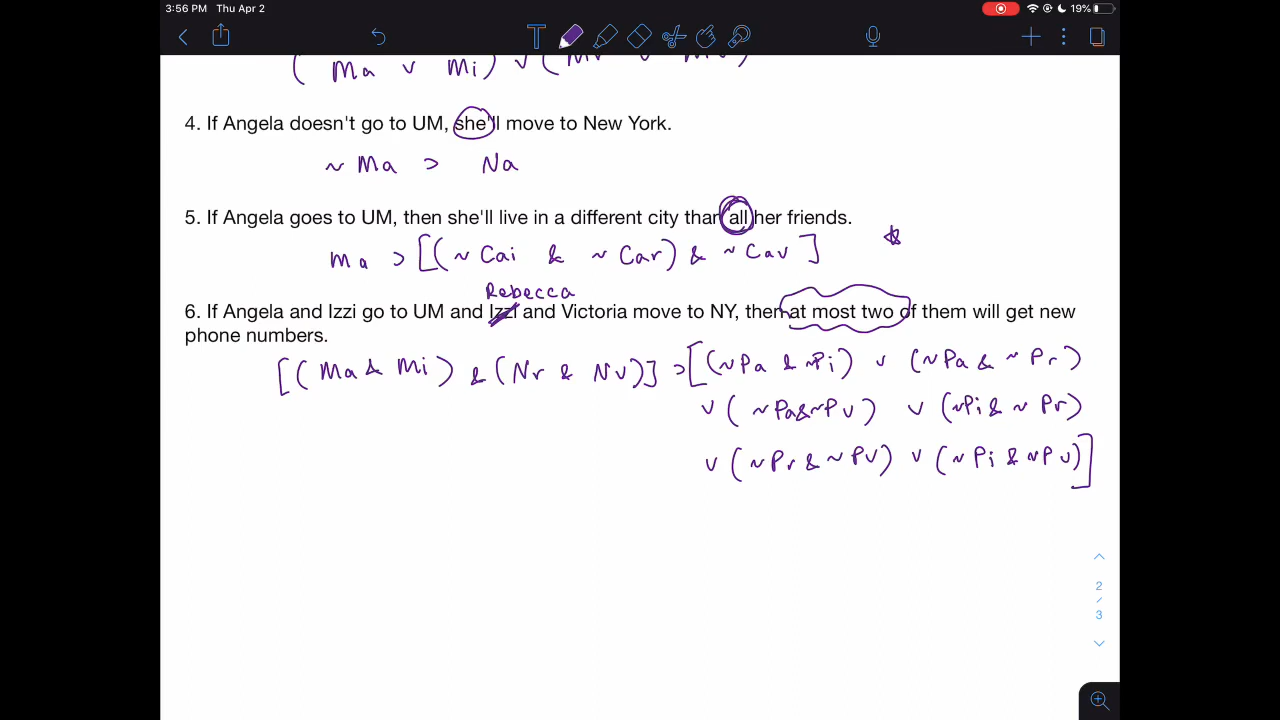 3:56 PM Thu Apr 2
19%
T
( Ma v Mi ) v (
4. If Angela doesn't go to UM, she'll move to New York.
~ Ma > Na
5. If Angela goes to UM, then she'll live in a different city than all her friends.
Ma > [(~ Cai & ~ Car) & ~ Cav ]
Rebecca
6. If Angela and Izzi go to UM and Izzi and Victoria move to NY, then at most two of them will get new
phone numbers.
[( Ma & Mi ) & (Nr & Nv)] > [(~Pa & ~Pi) v (~Pa & ~ Pr)
v ( ~Pa&~Pv) v (~Pi & ~ Pr)
v (~Pr & ~ Pv) v (~Pi & ~Pv)]
2
3